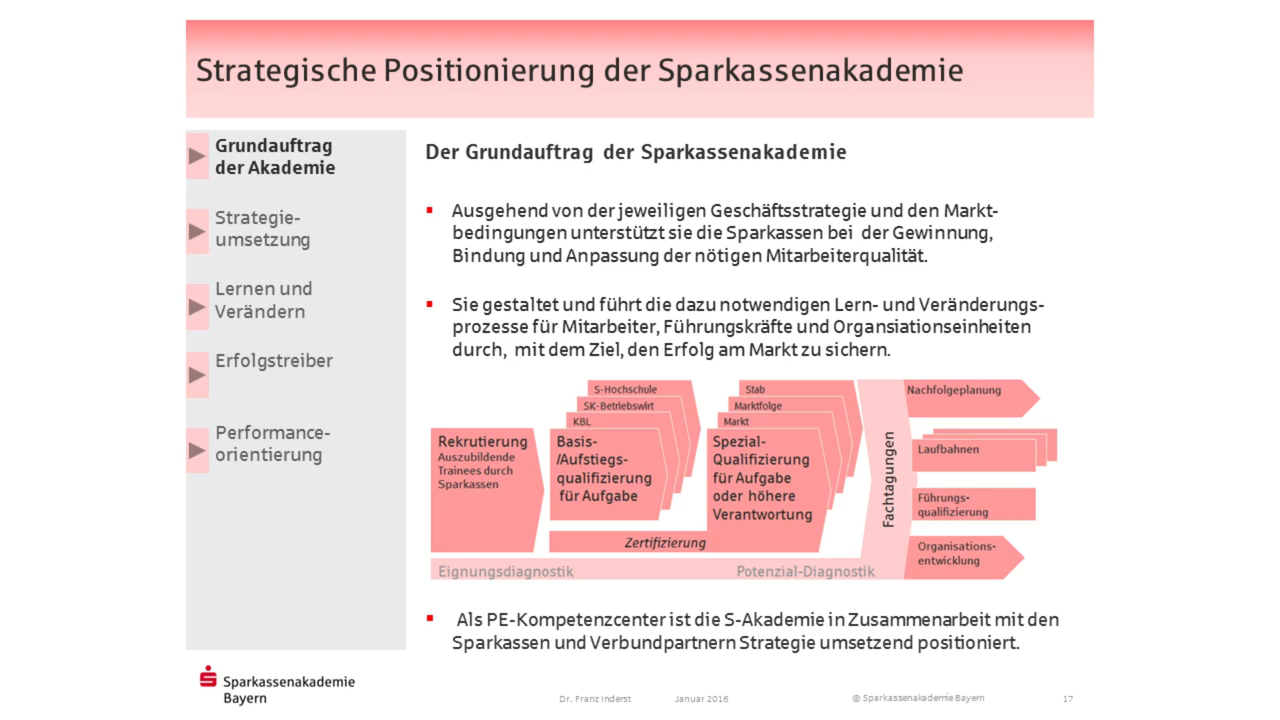 Strategische Positionierung der Sparkassenakademie
Grundauftrag
der Akademie
Strategie-
umsetzung
Lernen und
Verändern
Erfolgstreiber
Performance-
orientierung
Der Grundauftrag der Sparkassenakademie
Ausgehend von der jeweiligen Geschäftsstrategie und den Markt-
bedingungen unterstützt sie die Sparkassen bei der Gewinnung,
Bindung und Anpassung der nötigen Mitarbeiterqualität.
Sie gestaltet und führt die dazu notwendigen Lern- und Veränderungs-
prozesse für Mitarbeiter, Führungskräfte und Organsiationseinheiten
durch, mit dem Ziel, den Erfolg am Markt zu sichern.
Rekrutierung
Auszubildende
Trainees durch
Sparkassen
S-Hochschule
SK-Betriebswirt
KBL
Basis-
/Aufstiegs-
qualifizierung
für Aufgabe
Stab
Marktfolge
Markt
Spezial-
Qualifizierung
für Aufgabe
oder höhere
Verantwortung
Zertifizierung
Eignungsdiagnostik
Potenzial-Diagnostik
Fachtagungen
Nachfolgeplanung
Laufbahnen
Führungs-
qualifizierung
Organisations-
entwicklung
Als PE-Kompetenzcenter ist die S-Akademie in Zusammenarbeit mit den
Sparkassen und Verbundpartnern Strategie umsetzend positioniert.
Sparkassenakademie
Bayern
Dr. Franz Inderst
Januar 2016
© Sparkassenakademie Bayern
17